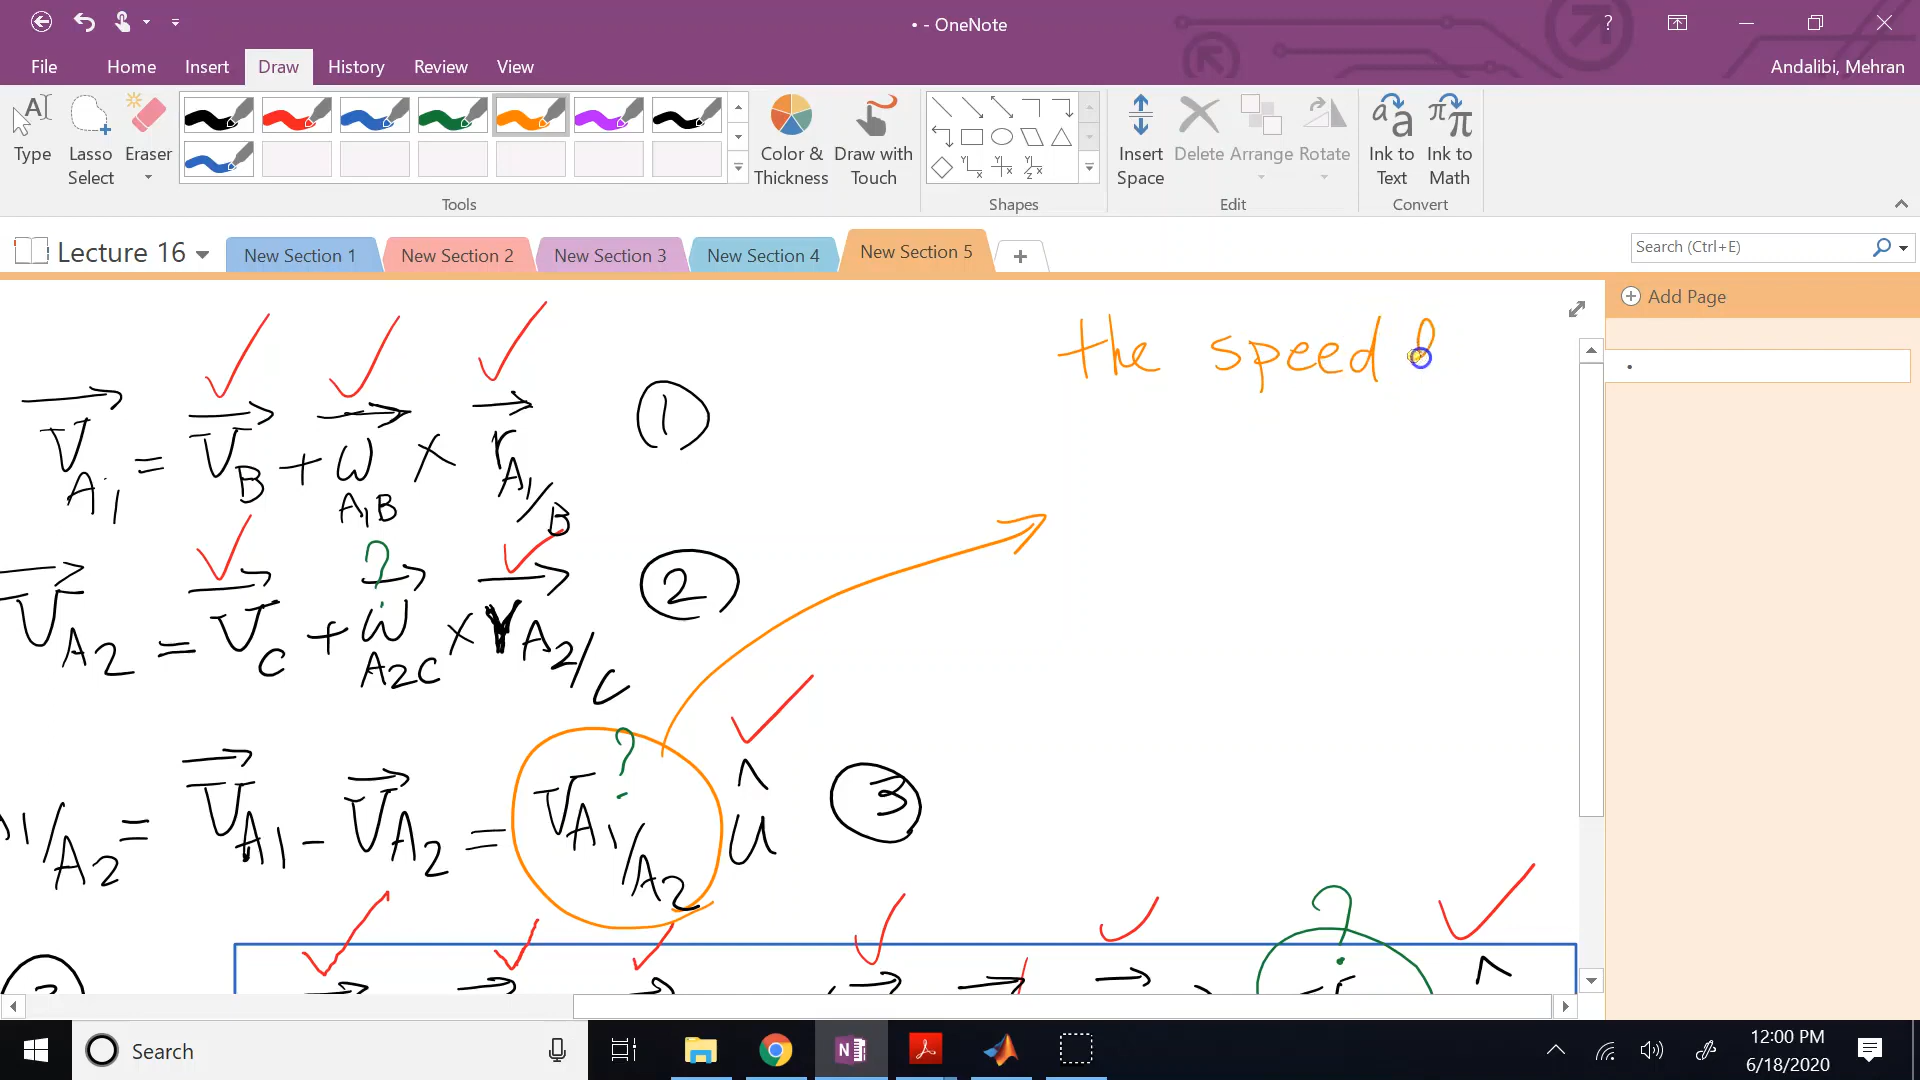 • - OneNote
?
File Home Insert Draw History Review View
Andalibi, Mehran
Type
Lasso Select
Eraser
Color & Thickness
Draw with Touch
Insert Space
Delete
Arrange
Rotate
Ink to Text
Ink to Math
Tools
Shapes
Edit
Convert
Lecture 16
New Section 1
New Section 2
New Section 3
New Section 4
New Section 5
Search (Ctrl+E)
Add Page
the speed
V A1 = V B + ω A1B × r A1/B ①
V A2 = V C + ? ω A2C × r A2/C ②
A1/A2 = V A1 - V A2 = ? V A1/A2 û ③
?
Search
12:00 PM
6/18/2020